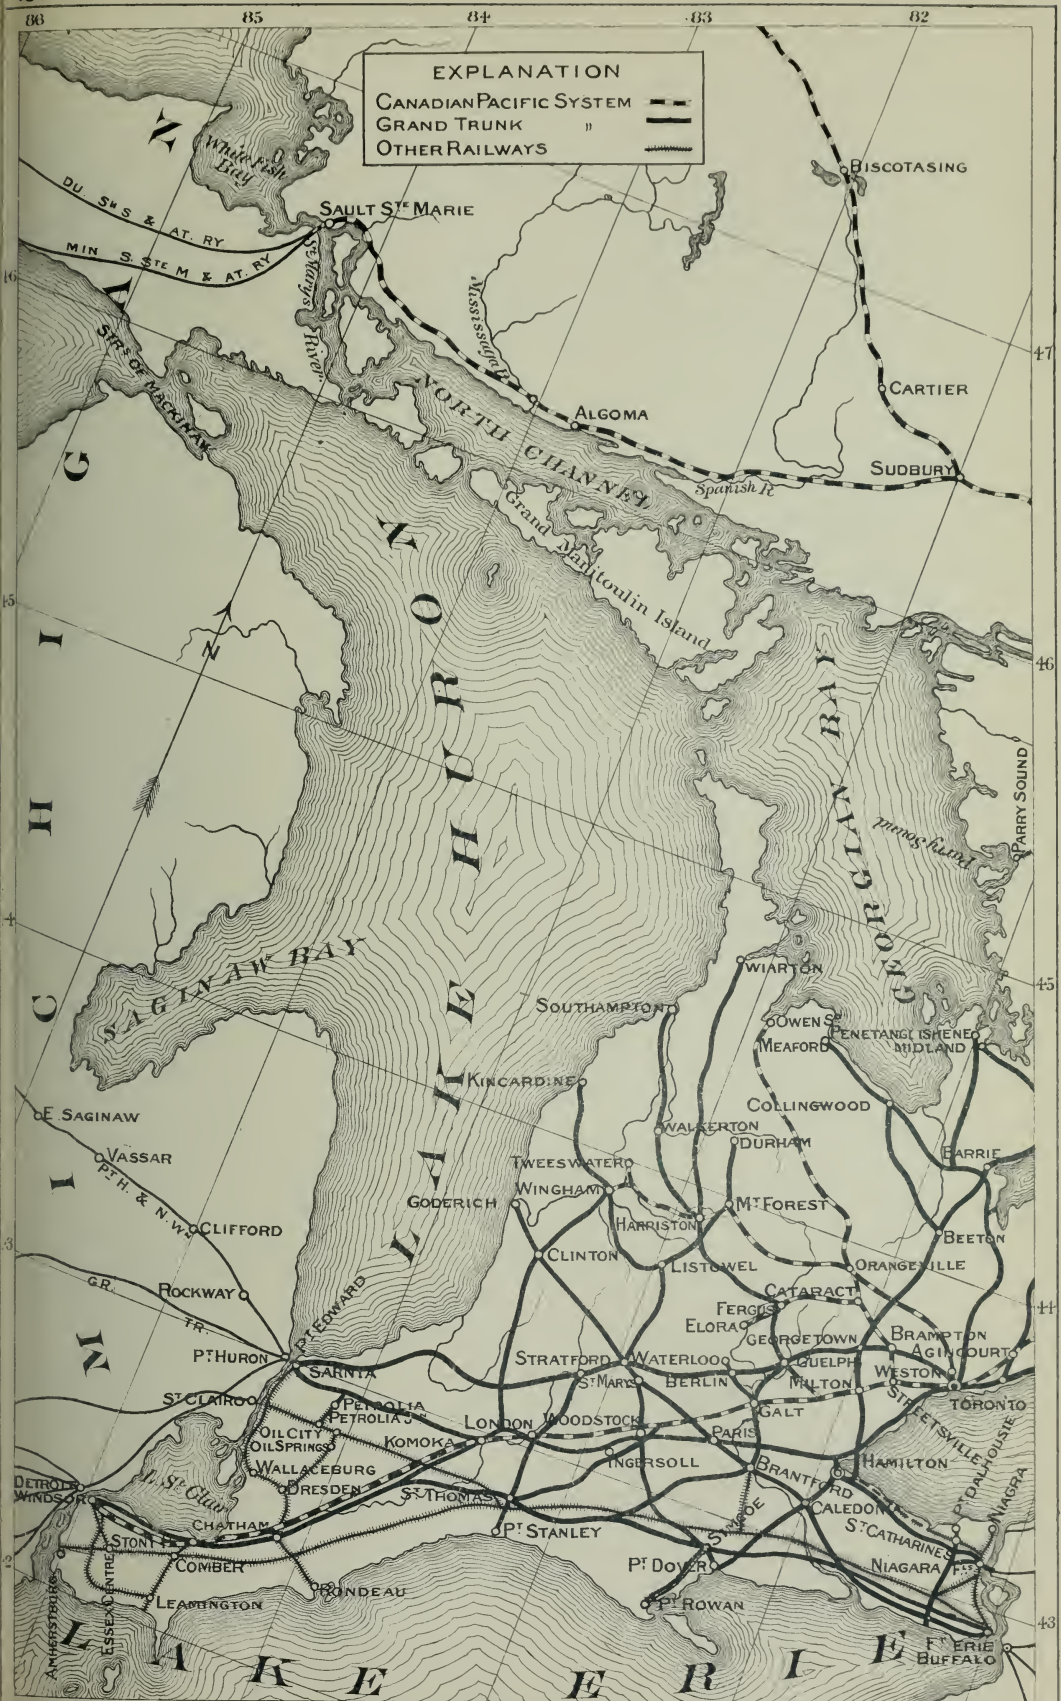 86 85 84 83 82
EXPLANATION
CANADIAN PACIFIC SYSTEM
GRAND TRUNK "
OTHER RAILWAYS
White Fish
Bay
BISCOTASING
SAULT STE MARIE
DU. SH S & AT. RY
MIN S. STE M & AT. RY
St Marys River
Mississaga R
47
STRS OF MACKINAW
NORTH CHANNEL
CARTIER
ALGOMA
SUDBURY
Spanish R
Grand Manitoulin Island
45
N
46
MICHIGAN
LAKE HURON
GEORGIAN BAY
PARRY SOUND
Parry Sound
SAGINAW BAY
WIARTON
45
SOUTHAMPTON
OWEN SD
MEAFORD
PENETANGUISHENE
MIDLAND
KINCARDINE
COLLINGWOOD
E. SAGINAW
WALKERTON
DURHAM
BARRIE
VASSAR
PT H. & N. W.
TWEESWATER
WINGHAM
GODERICH
HARRISTON
MT FOREST
CLIFFORD
BEETON
CLINTON
LISTOWEL
ORANGEVILLE
GR. TR.
ROCKWAY
CATARACT
FERGUS
ELORA
44
PT EDWARD
GEORGETOWN
BRAMPTON
AGINCOURT
PT HURON
SARNIA
STRATFORD
WATERLOO
GUELPH
ST MARYS
BERLIN
MILTON
WESTON
STREETSVILLE
TORONTO
ST CLAIR
PETROLIA
PETROLIA JN
GALT
OIL CITY
OIL SPRINGS
KOMOKA
LONDON
WOODSTOCK
PARIS
INGERSOLL
HAMILTON
PT DALHOUSIE
NIAGARA
WALLACEBURG
BRANTFORD
DETROIT
WINDSOR
L. St Clair
DRESDEN
ST THOMAS
CALEDONIA
ST CATHARINES
CHATHAM
PT STANLEY
SIMCOE
STONEY PT
COMBER
PT DOVER
NIAGARA FLS
AMHERSTBURG
ESSEX CENTRE
LEAMINGTON
RONDEAU
PT ROWAN
43
LAKE ERIE
FT ERIE
BUFFALO